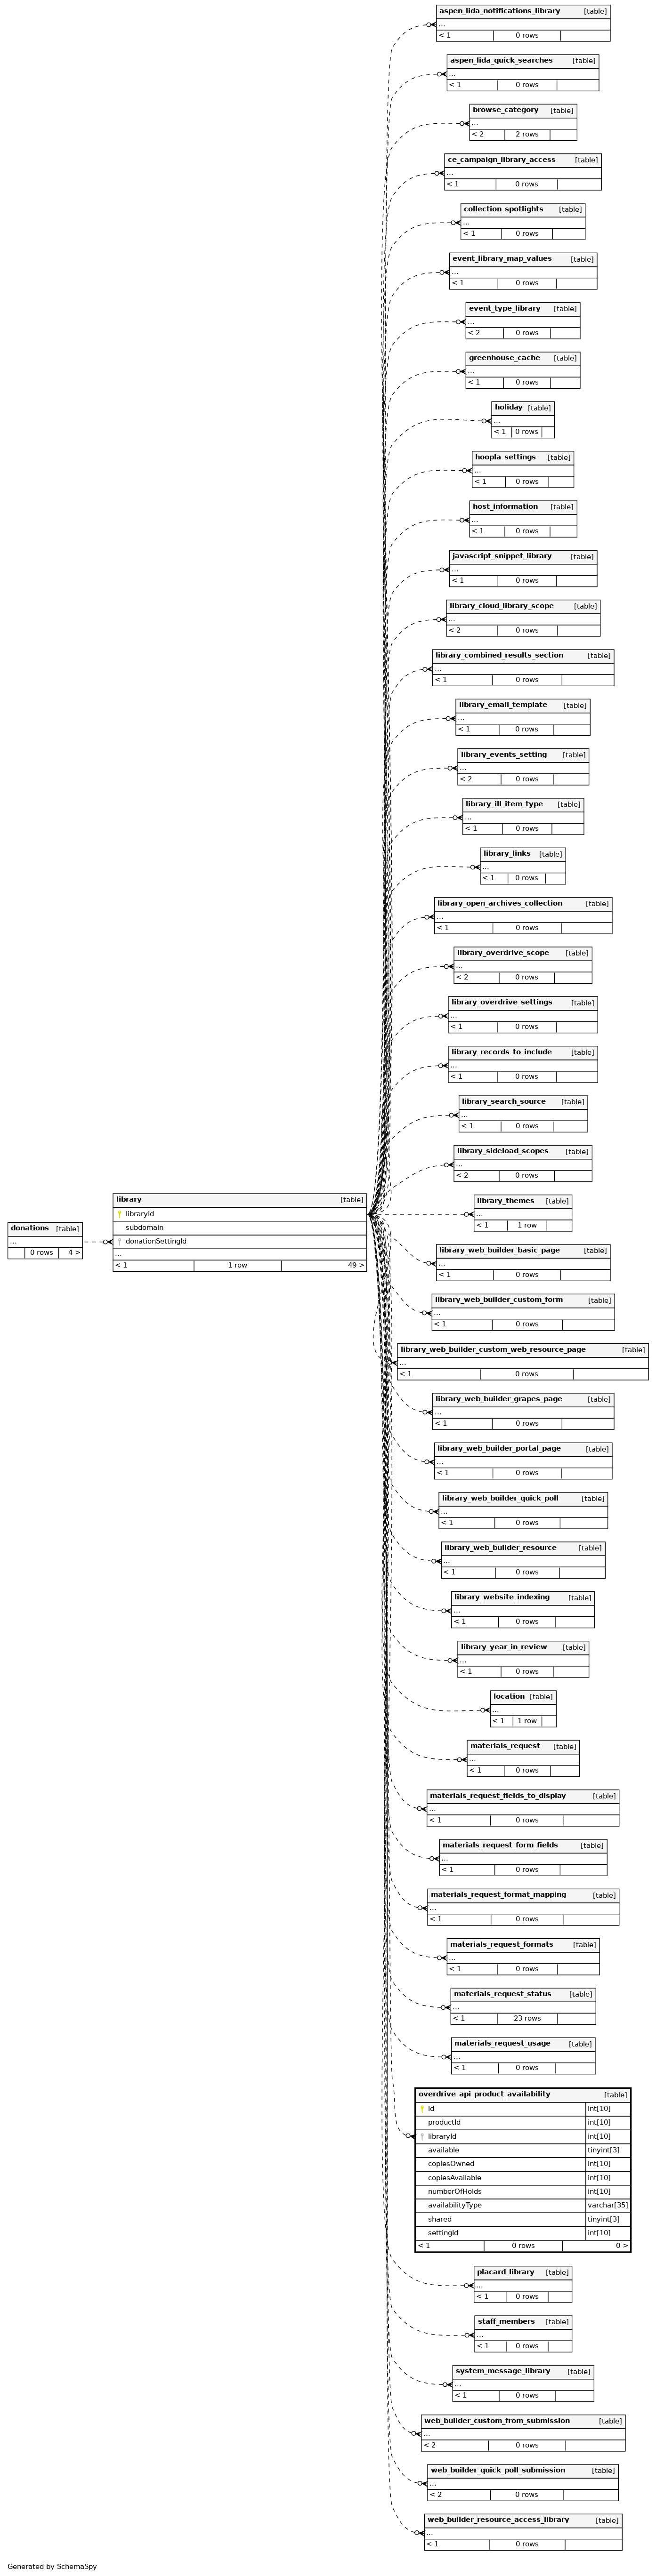 aspen_lida_notifications_library [table]
...
< 1 0 rows
aspen_lida_quick_searches [table]
...
< 1 0 rows
browse_category [table]
...
< 2 2 rows
ce_campaign_library_access [table]
...
< 1 0 rows
collection_spotlights [table]
...
< 1 0 rows
event_library_map_values [table]
...
< 1 0 rows
event_type_library [table]
...
< 2 0 rows
greenhouse_cache [table]
...
< 1 0 rows
holiday [table]
...
< 1 0 rows
hoopla_settings [table]
...
< 1 0 rows
host_information [table]
...
< 1 0 rows
javascript_snippet_library [table]
...
< 1 0 rows
library_cloud_library_scope [table]
...
< 2 0 rows
library_combined_results_section [table]
...
< 1 0 rows
library_email_template [table]
...
< 1 0 rows
library_events_setting [table]
...
< 2 0 rows
library_ill_item_type [table]
...
< 1 0 rows
library_links [table]
...
< 1 0 rows
library_open_archives_collection [table]
...
< 1 0 rows
library_overdrive_scope [table]
...
< 2 0 rows
library_overdrive_settings [table]
...
< 1 0 rows
library_records_to_include [table]
...
< 1 0 rows
library_search_source [table]
...
< 1 0 rows
library_sideload_scopes [table]
...
< 2 0 rows
donations [table]
...
0 rows 4 >
library [table]
libraryId
subdomain
donationSettingId
...
< 1 1 row 49 >
library_themes [table]
...
< 1 1 row
library_web_builder_basic_page [table]
...
< 1 0 rows
library_web_builder_custom_form [table]
...
< 1 0 rows
library_web_builder_custom_web_resource_page [table]
...
< 1 0 rows
library_web_builder_grapes_page [table]
...
< 1 0 rows
library_web_builder_portal_page [table]
...
< 1 0 rows
library_web_builder_quick_poll [table]
...
< 1 0 rows
library_web_builder_resource [table]
...
< 1 0 rows
library_website_indexing [table]
...
< 1 0 rows
library_year_in_review [table]
...
< 1 0 rows
location [table]
...
< 1 1 row
materials_request [table]
...
< 1 0 rows
materials_request_fields_to_display [table]
...
< 1 0 rows
materials_request_form_fields [table]
...
< 1 0 rows
materials_request_format_mapping [table]
...
< 1 0 rows
materials_request_formats [table]
...
< 1 0 rows
materials_request_status [table]
...
< 1 23 rows
materials_request_usage [table]
...
< 1 0 rows
overdrive_api_product_availability [table]
id int[10]
productId int[10]
libraryId int[10]
available tinyint[3]
copiesOwned int[10]
copiesAvailable int[10]
numberOfHolds int[10]
availabilityType varchar[35]
shared tinyint[3]
settingId int[10]
< 1 0 rows 0 >
placard_library [table]
...
< 1 0 rows
staff_members [table]
...
< 1 0 rows
system_message_library [table]
...
< 1 0 rows
web_builder_custom_from_submission [table]
...
< 2 0 rows
web_builder_quick_poll_submission [table]
...
< 2 0 rows
web_builder_resource_access_library [table]
...
< 1 0 rows
Generated by SchemaSpy